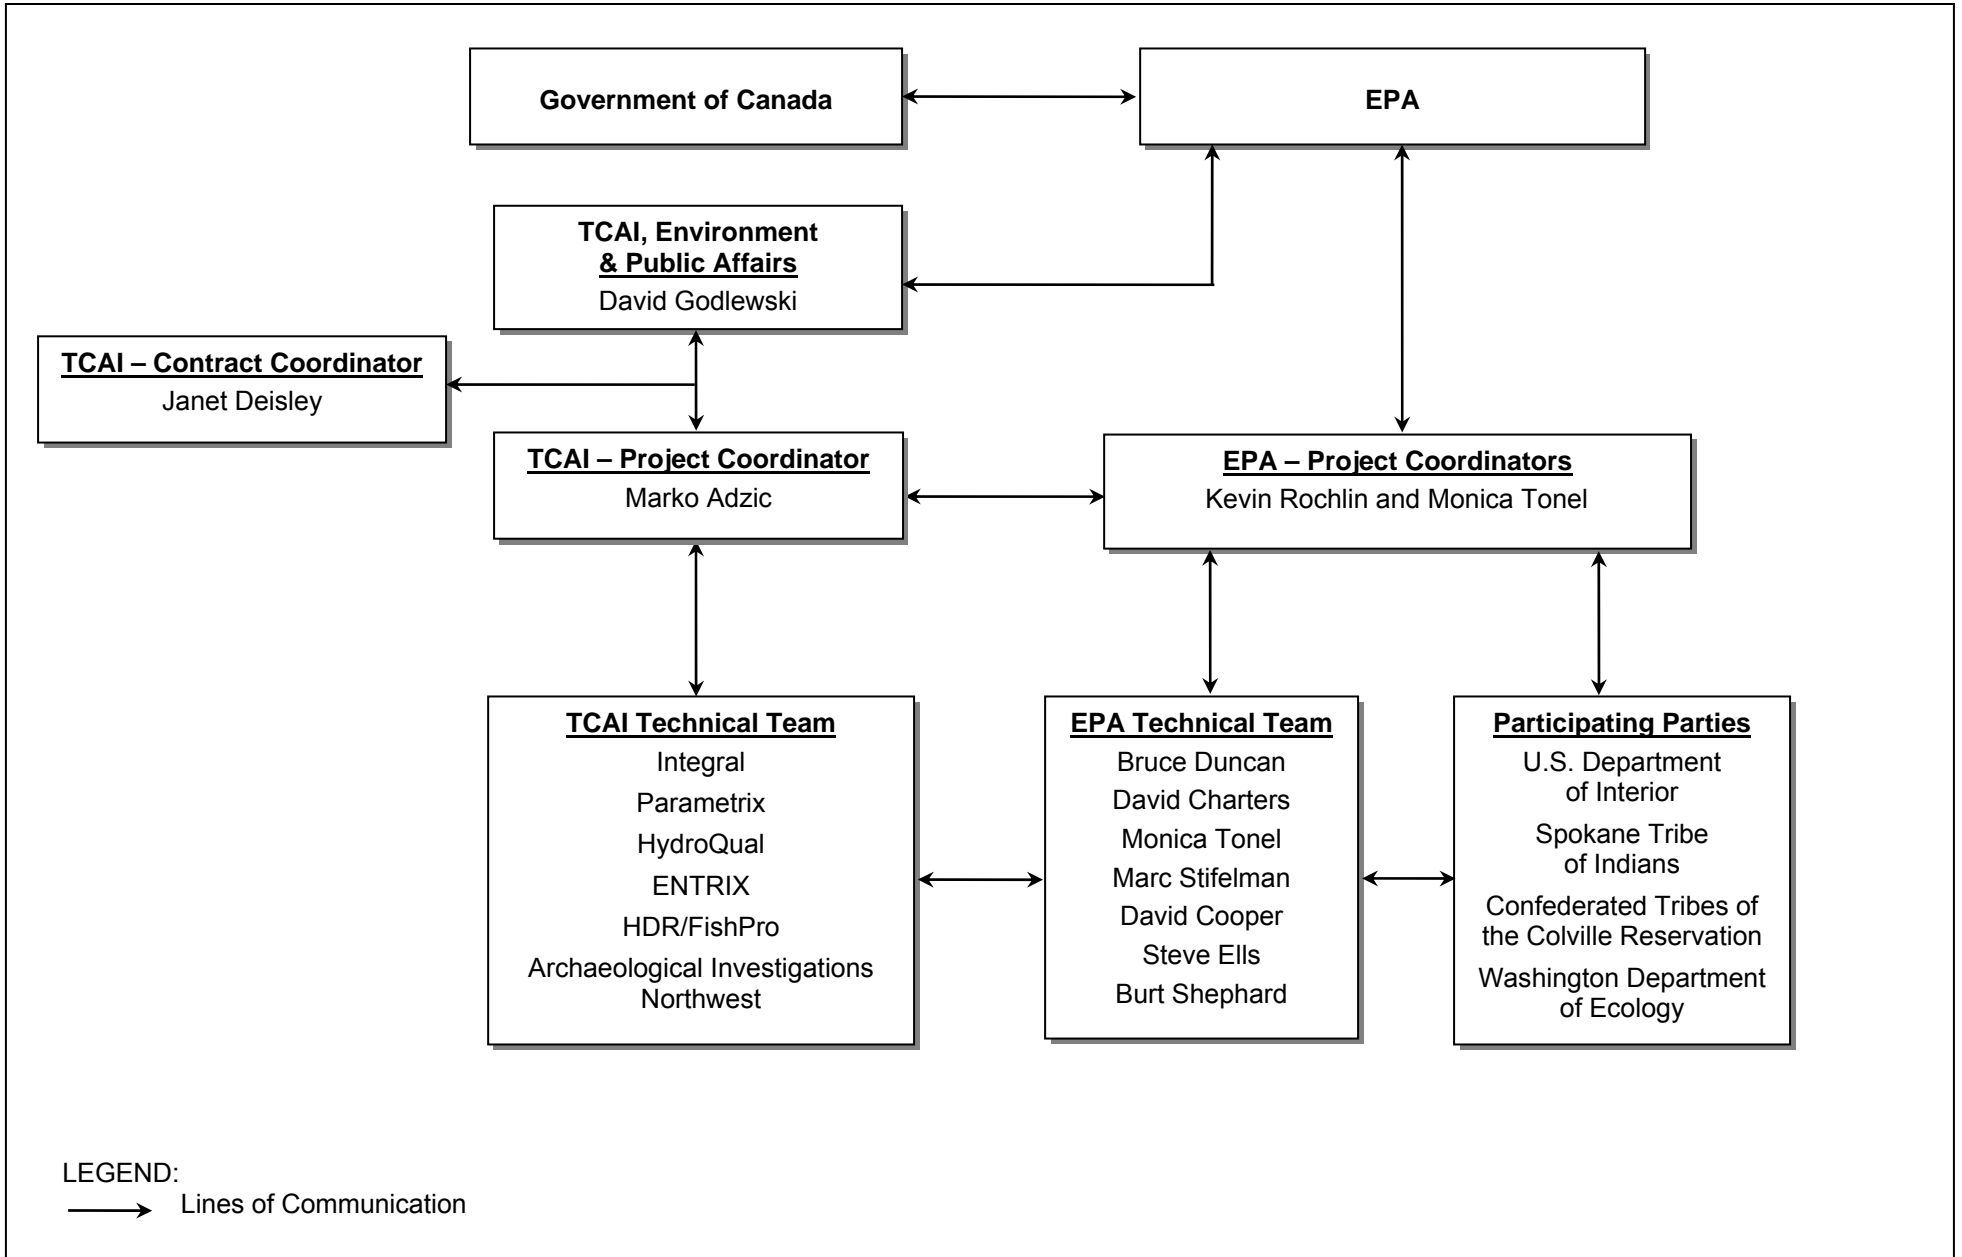 Government of Canada
EPA
TCAI, Environment
& Public Affairs
David Godlewski
TCAI – Contract Coordinator
Janet Deisley
TCAI – Project Coordinator
Marko Adzic
EPA – Project Coordinators
Kevin Rochlin and Monica Tonel
TCAI Technical Team
Integral
Parametrix
HydroQual
ENTRIX
HDR/FishPro
Archaeological Investigations
Northwest
EPA Technical Team
Bruce Duncan
David Charters
Monica Tonel
Marc Stifelman
David Cooper
Steve Ells
Burt Shephard
Participating Parties
U.S. Department
of Interior
Spokane Tribe
of Indians
Confederated Tribes of
the Colville Reservation
Washington Department
of Ecology
LEGEND:
Lines of Communication